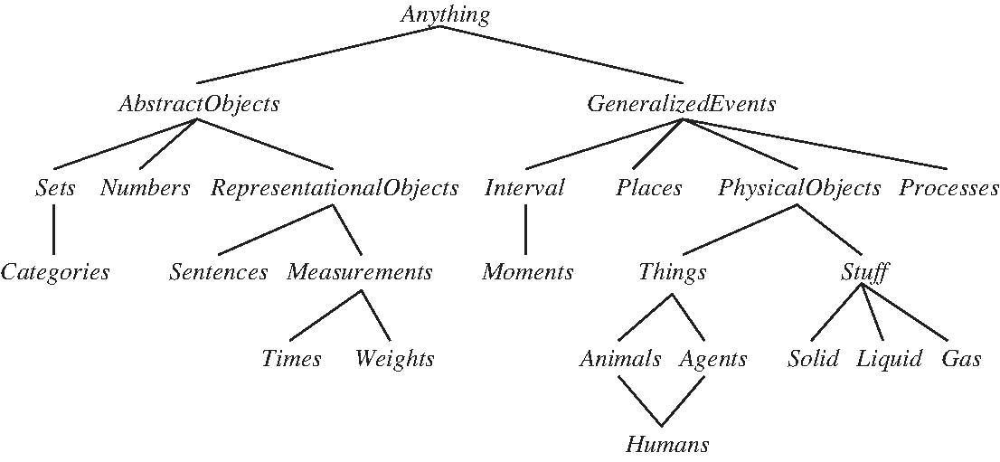 Anything
AbstractObjects GeneralizedEvents
Sets Numbers RepresentationalObjects Interval Places PhysicalObjects Processes
Categories Sentences Measurements Moments Things Stuff
Times Weights Animals Agents Solid Liquid Gas
Humans